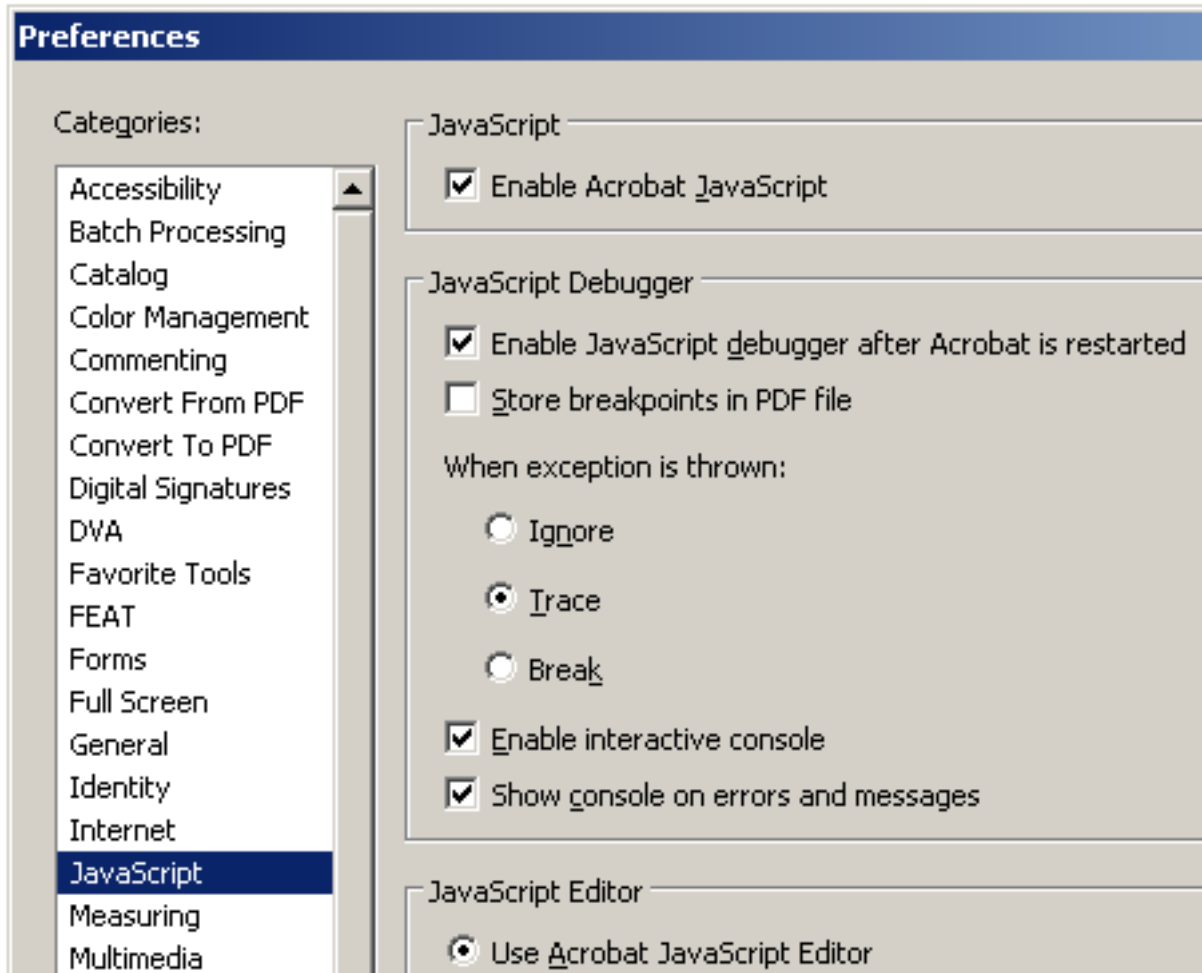 Preferences
Categories:
Accessibility
Batch Processing
Catalog
Color Management
Commenting
Convert From PDF
Convert To PDF
Digital Signatures
DVA
Favorite Tools
FEAT
Forms
Full Screen
General
Identity
Internet
JavaScript
Measuring
Multimedia
JavaScript
Enable Acrobat JavaScript
JavaScript Debugger
Enable JavaScript debugger after Acrobat is restarted
Store breakpoints in PDF file
When exception is thrown:
Ignore
Trace
Break
Enable interactive console
Show console on errors and messages
JavaScript Editor
Use Acrobat JavaScript Editor